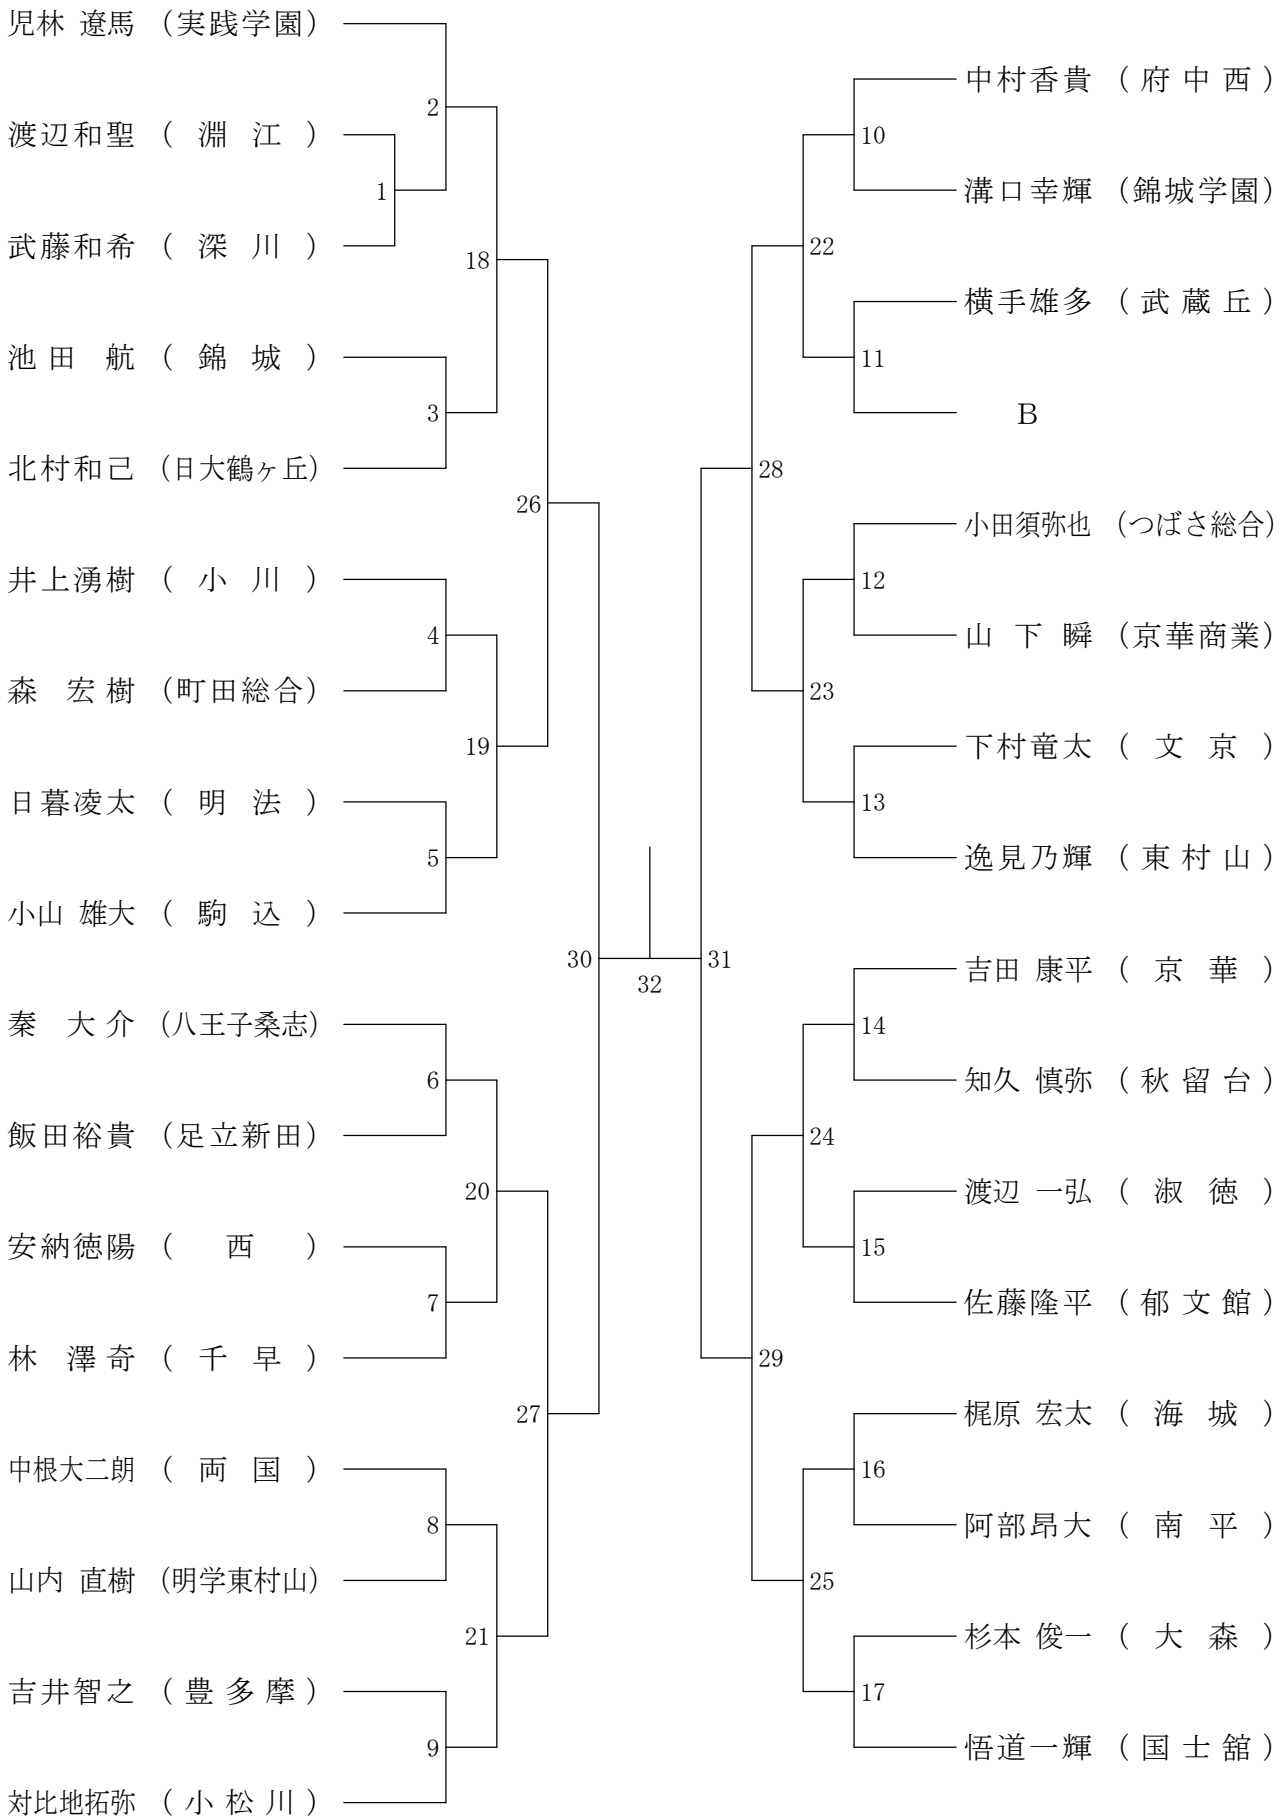 児林 遼馬 (実践学園)
渡辺和聖 ( 淵 江 )
武藤和希 ( 深 川 )
池 田 航 ( 錦 城 )
北村和己 (日大鶴ヶ丘)
井上湧樹 ( 小 川 )
森 宏樹 (町田総合)
日暮凌太 ( 明 法 )
小山 雄大 ( 駒 込 )
秦 大介 (八王子桑志)
飯田裕貴 (足立新田)
安納徳陽 ( 西 )
林 澤奇 ( 千 早 )
中根大二朗 ( 両 国 )
山内 直樹 (明学東村山)
吉井智之 ( 豊 多 摩 )
対比地拓弥 ( 小 松 川 )
1
2
3
4
5
6
7
8
9
18
19
20
21
26
27
30
32
31
28
29
22
23
24
25
10
11
12
13
14
15
16
17
中村香貴 ( 府 中 西 )
溝口幸輝 (錦城学園)
横手雄多 ( 武 蔵 丘 )
B
小田須弥也 (つばさ総合)
山 下 瞬 (京華商業)
下村竜太 ( 文 京 )
逸見乃輝 ( 東 村 山 )
吉田 康平 ( 京 華 )
知久 慎弥 ( 秋 留 台 )
渡辺 一弘 ( 淑 徳 )
佐藤隆平 ( 郁 文 館 )
梶原 宏太 ( 海 城 )
阿部昂大 ( 南 平 )
杉本 俊一 ( 大 森 )
悟道一輝 ( 国 士 舘 )